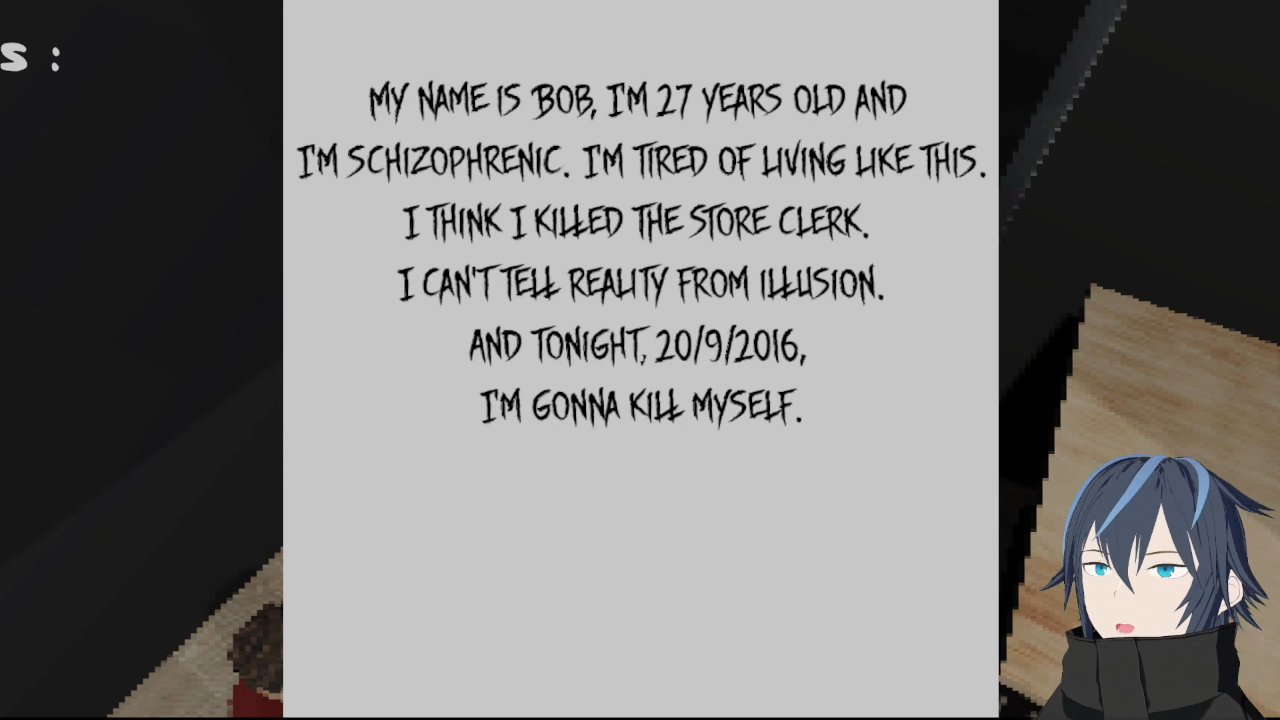 S :
MY NAME IS BOB, I'M 27 YEARS OLD AND
I'M SCHIZOPHRENIC. I'M TIRED OF LIVING LIKE THIS.
I THINK I KILLED THE STORE CLERK.
I CAN'T TELL REALITY FROM ILLUSION.
AND TONIGHT, 20/9/2016,
I'M GONNA KILL MYSELF.